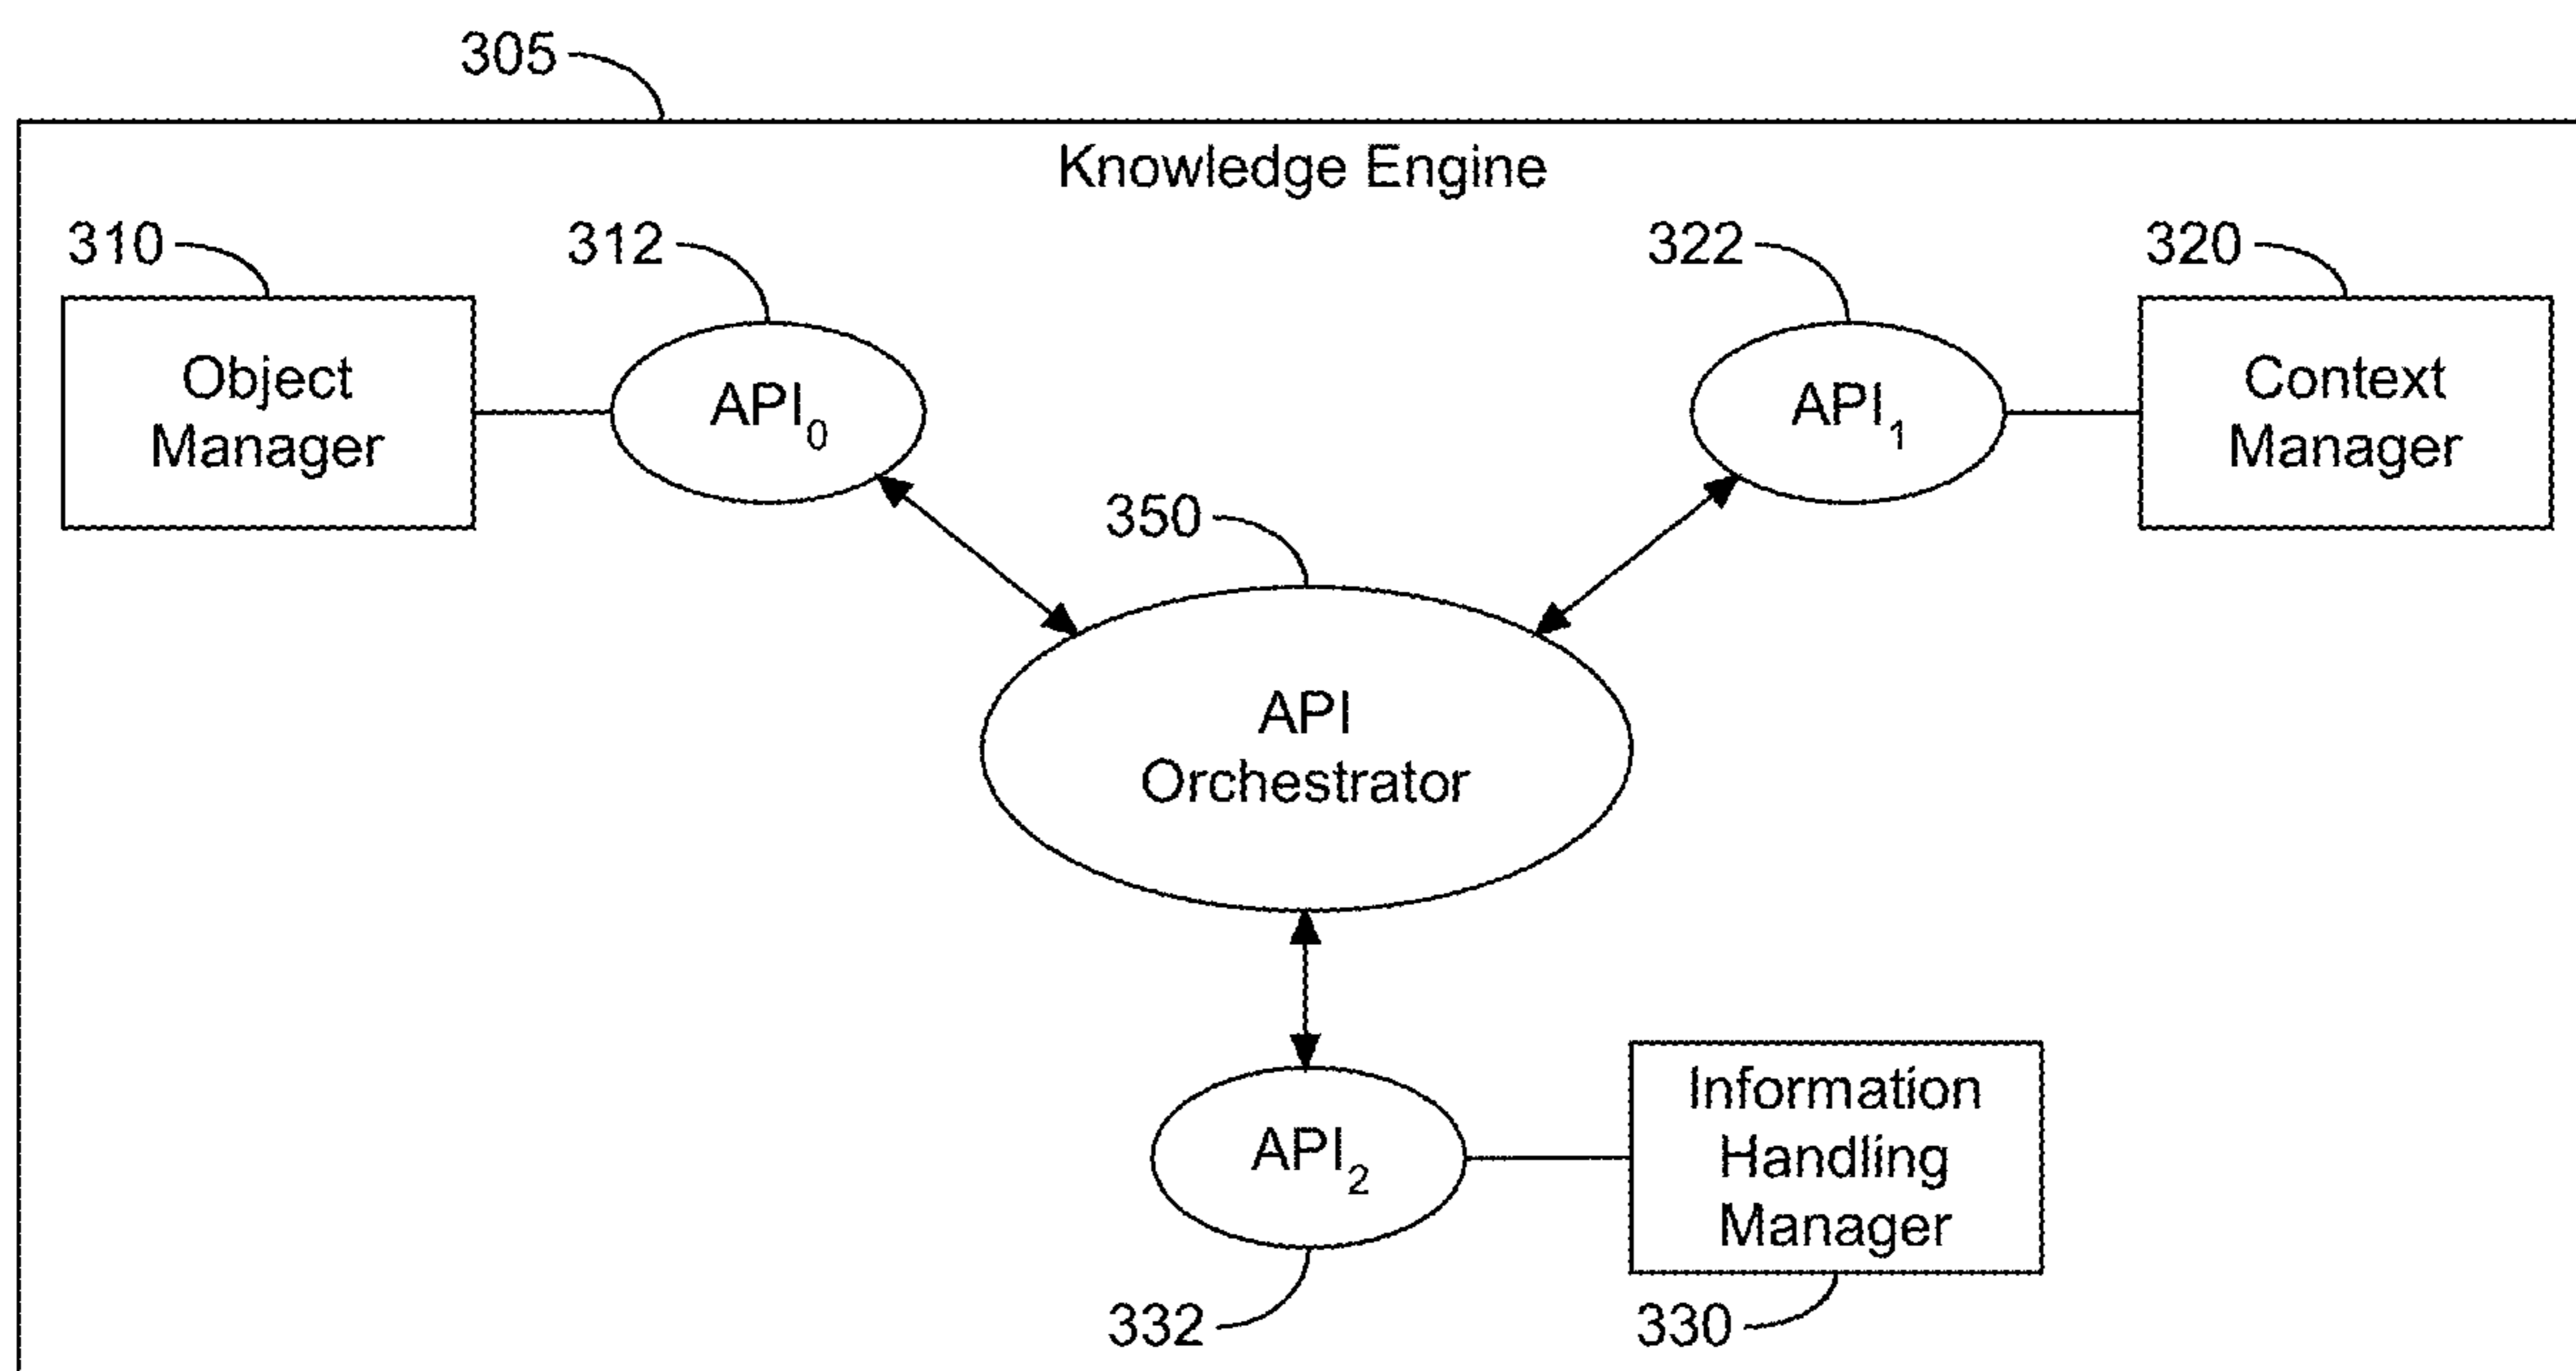 305
Knowledge Engine
310
312
322
320
Object
Manager
API₀
API₁
Context
Manager
350
API
Orchestrator
API₂
Information
Handling
Manager
332
330